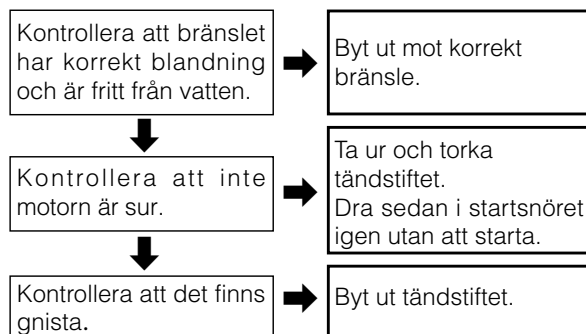 Kontrollera att bränslet
har korrekt blandning
och är fritt från vatten.
Byt ut mot korrekt
bränsle.
Kontrollera att inte
motorn är sur.
Ta ur och torka
tändstiftet.
Dra sedan i startsnöret
igen utan att starta.
Kontrollera att det finns
gnista.
Byt ut tändstiftet.